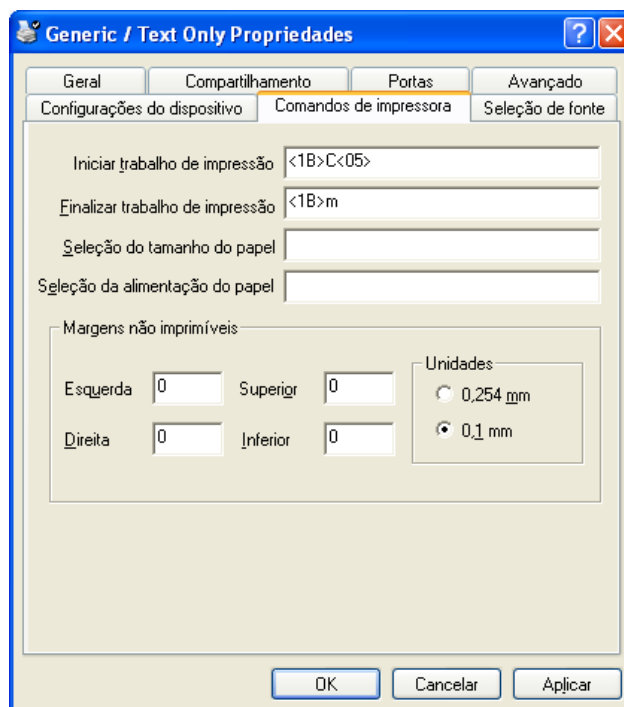 Generic / Text Only Propriedades
Geral Compartilhamento Portas Avançado
Configurações do dispositivo Comandos de impressora Seleção de fonte
Iniciar trabalho de impressão <1B>C<05>
Finalizar trabalho de impressão <1B>m
Seleção do tamanho do papel
Seleção da alimentação do papel
Margens não imprimíveis
Unidades
Esquerda 0 Superior 0 0,254 mm
Direita 0 Inferior 0 0,1 mm
OK Cancelar Aplicar